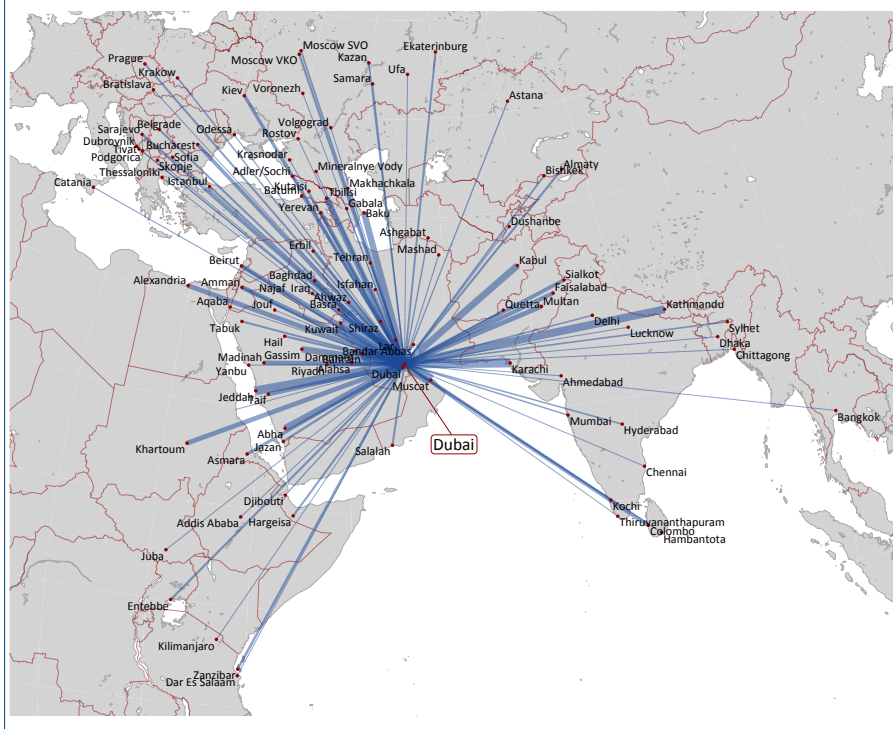 Moscow SVO
Ekaterinburg
Prague
Moscow VKO
Kazan
Krakow
Ufa
Bratislava
Kiev
Voronezh
Samara
Astana
Sarajevo
Belgrade
Odessa
Volgograd
Rostov
Dubrovnik
Tivat
Bucharest
Podgorica
Sofia
Krasnodar
Skopje
Thessaloniki
Mineralnye Vody
Almaty
Adler/Sochi
Bishkek
Catania
Istanbul
Kutaisi
Makhachkala
Batumi
Tbilisi
Yerevan
Gabala
Baku
Dushanbe
Ashgabat
Erbil
Mashad
Beirut
Tehran
Kabul
Alexandria
Amman
Baghdad
Sialkot
Najaf Iraq
Isfahan
Faisalabad
Aqaba
Jouf
Ahwaz
Basra
Quetta
Multan
Kathmandu
Tabuk
Kuwait
Shiraz
Delhi
Lucknow
Sylhet
Hail
Lar
Dhaka
Bandar Abbas
Chittagong
Madinah
Gassim
Dammam
Bahrain
Yanbu
Riyadh
Alahsa
Dubai
Karachi
Muscat
Ahmedabad
Jeddah
Taif
Mumbai
Bangkok
Abha
Hyderabad
Khartoum
Jazan
Salalah
Dubai
Asmara
Chennai
Djibouti
Kochi
Addis Ababa
Hargeisa
Thiruvananthapuram
Colombo
Hambantota
Juba
Entebbe
Kilimanjaro
Zanzibar
Dar Es Salaam